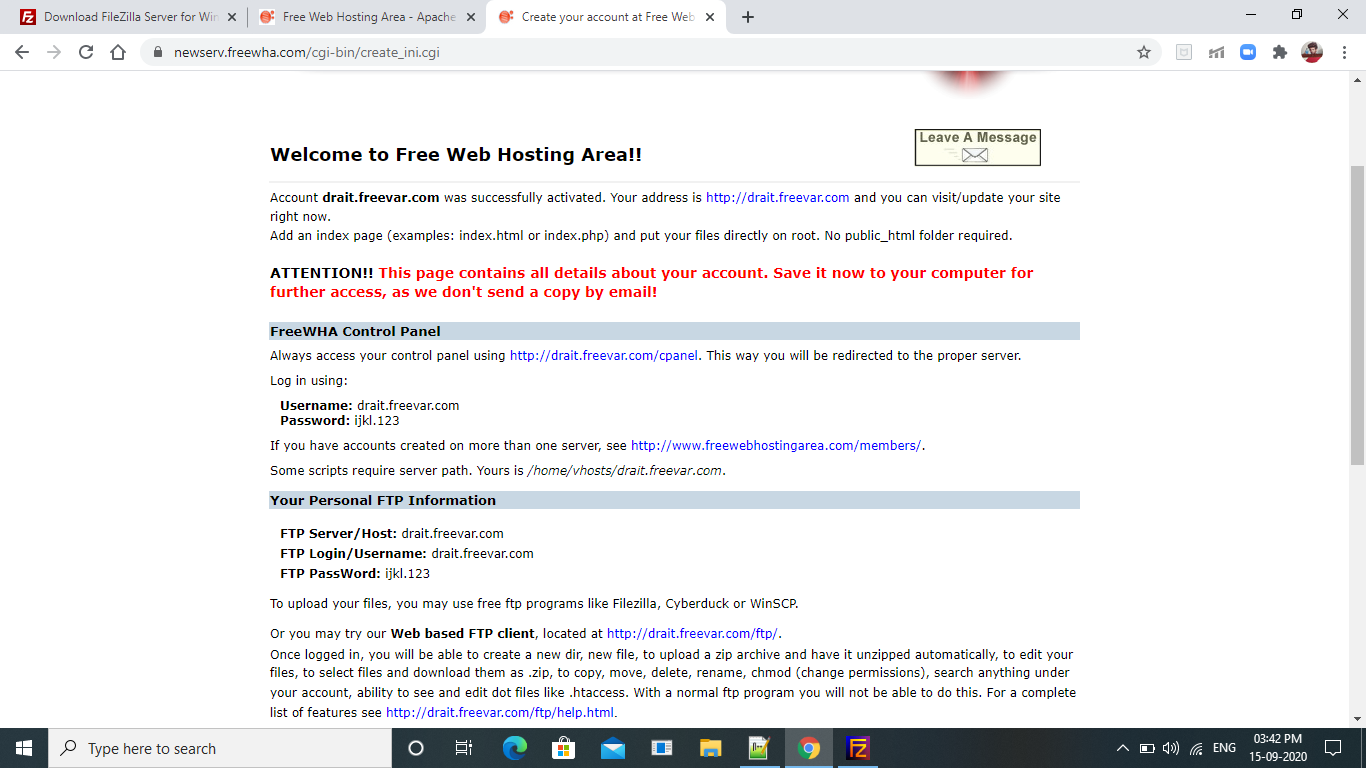 Download FileZilla Server for Win
Free Web Hosting Area - Apache
Create your account at Free Web
newserv.freewha.com/cgi-bin/create_ini.cgi
Leave A Message
Welcome to Free Web Hosting Area!!
Account drait.freevar.com was successfully activated. Your address is http://drait.freevar.com and you can visit/update your site
right now.
Add an index page (examples: index.html or index.php) and put your files directly on root. No public_html folder required.
ATTENTION!! This page contains all details about your account. Save it now to your computer for
further access, as we don't send a copy by email!
FreeWHA Control Panel
Always access your control panel using http://drait.freevar.com/cpanel. This way you will be redirected to the proper server.
Log in using:
Username: drait.freevar.com
Password: ijkl.123
If you have accounts created on more than one server, see http://www.freewebhostingarea.com/members/.
Some scripts require server path. Yours is /home/vhosts/drait.freevar.com.
Your Personal FTP Information
FTP Server/Host: drait.freevar.com
FTP Login/Username: drait.freevar.com
FTP PassWord: ijkl.123
To upload your files, you may use free ftp programs like Filezilla, Cyberduck or WinSCP.
Or you may try our Web based FTP client, located at http://drait.freevar.com/ftp/.
Once logged in, you will be able to create a new dir, new file, to upload a zip archive and have it unzipped automatically, to edit your
files, to select files and download them as .zip, to copy, move, delete, rename, chmod (change permissions), search anything under
your account, ability to see and edit dot files like .htaccess. With a normal ftp program you will not be able to do this. For a complete
list of features see http://drait.freevar.com/ftp/help.html.
Type here to search
ENG
03:42 PM
15-09-2020